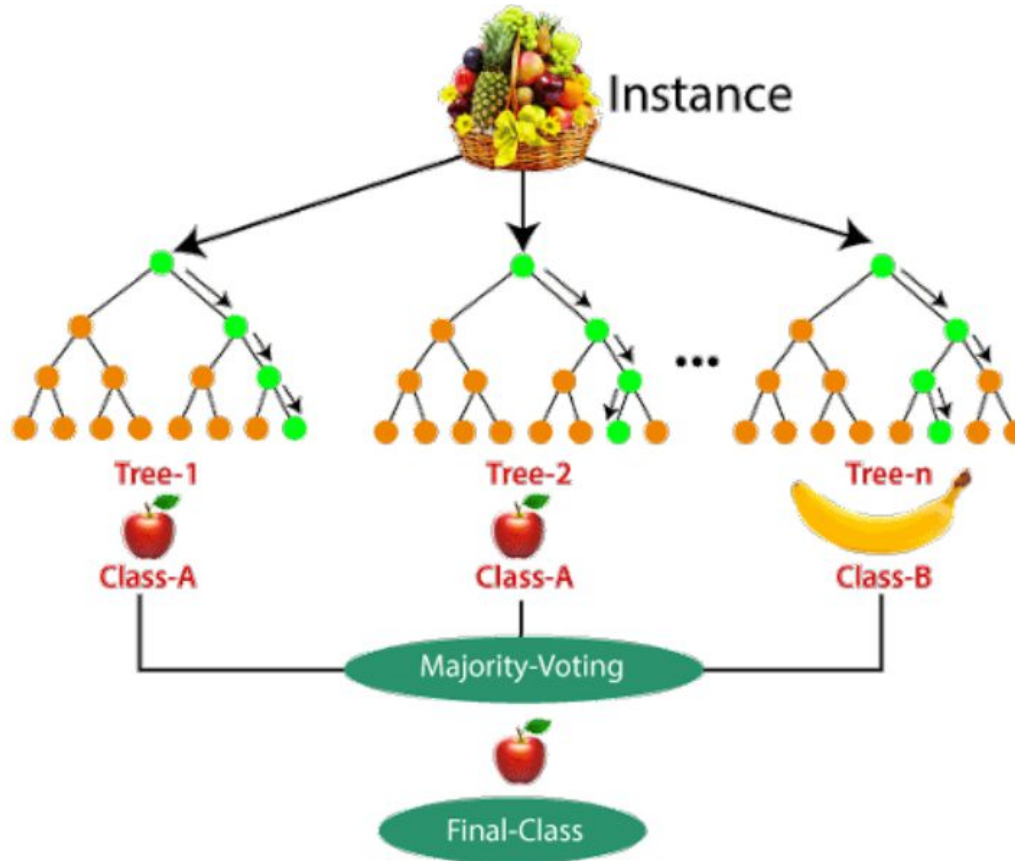 Instance
...
Tree-1
Tree-2
Tree-n
Class-A
Class-A
Class-B
Majority-Voting
Final-Class